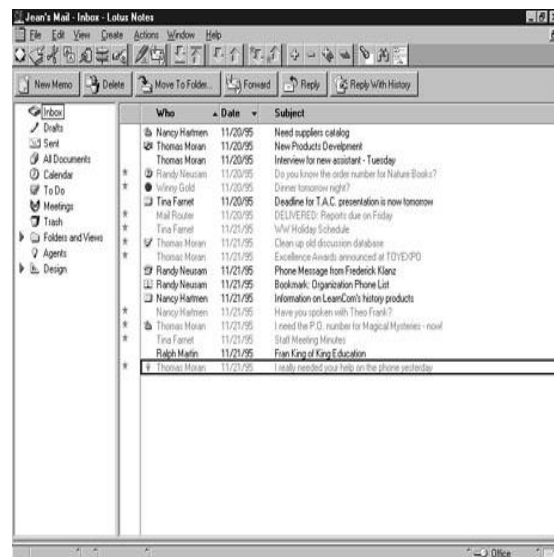 Jean's Mail - Inbox - Lotus Notes
File Edit View Create Actions Window Help
New Memo Delete Move To Folder... Forward Reply Reply With History
Inbox
Drafts
Sent
All Documents
Calendar
To Do
Meetings
Trash
Folders and Views
Agents
Design
Who Date Subject
Nancy Hartmen 11/20/95 Need suppliers catalog
Thomas Moran 11/20/95 New Products Develpment
Thomas Moran 11/20/95 Interview for new assistant - Tuesday
Randy Neusam 11/20/95 Do you know the order number for Nature Books?
Winny Gold 11/20/95 Dinner tomorrow night?
Tina Farnet 11/20/95 Deadline for T.A.C. presentation is now tomorrow
Mail Router 11/20/95 DELIVERED: Reports due on Friday
Tina Farnet 11/21/95 WW Holiday Schedule
Thomas Moran 11/21/95 Clean up old discussion database
Thomas Moran 11/21/95 Excellence Awards announced at TOYEXPO
Randy Neusam 11/21/95 Phone Message from Frederick Klanz
Randy Neusam 11/21/95 Bookmark: Organization Phone List
Nancy Hartmen 11/21/95 Information on LearnCom's history products
Nancy Hartmen 11/21/95 Have you spoken with Theo Frank?
Thomas Moran 11/21/95 I need the P.O. number for Magical Mysteries - now!
Tina Farnet 11/21/95 Staff Meeting Minutes
Ralph Martin 11/21/95 Fran King of King Education
Thomas Moran 11/21/95 I really needed your help on the phone yesterday
Office